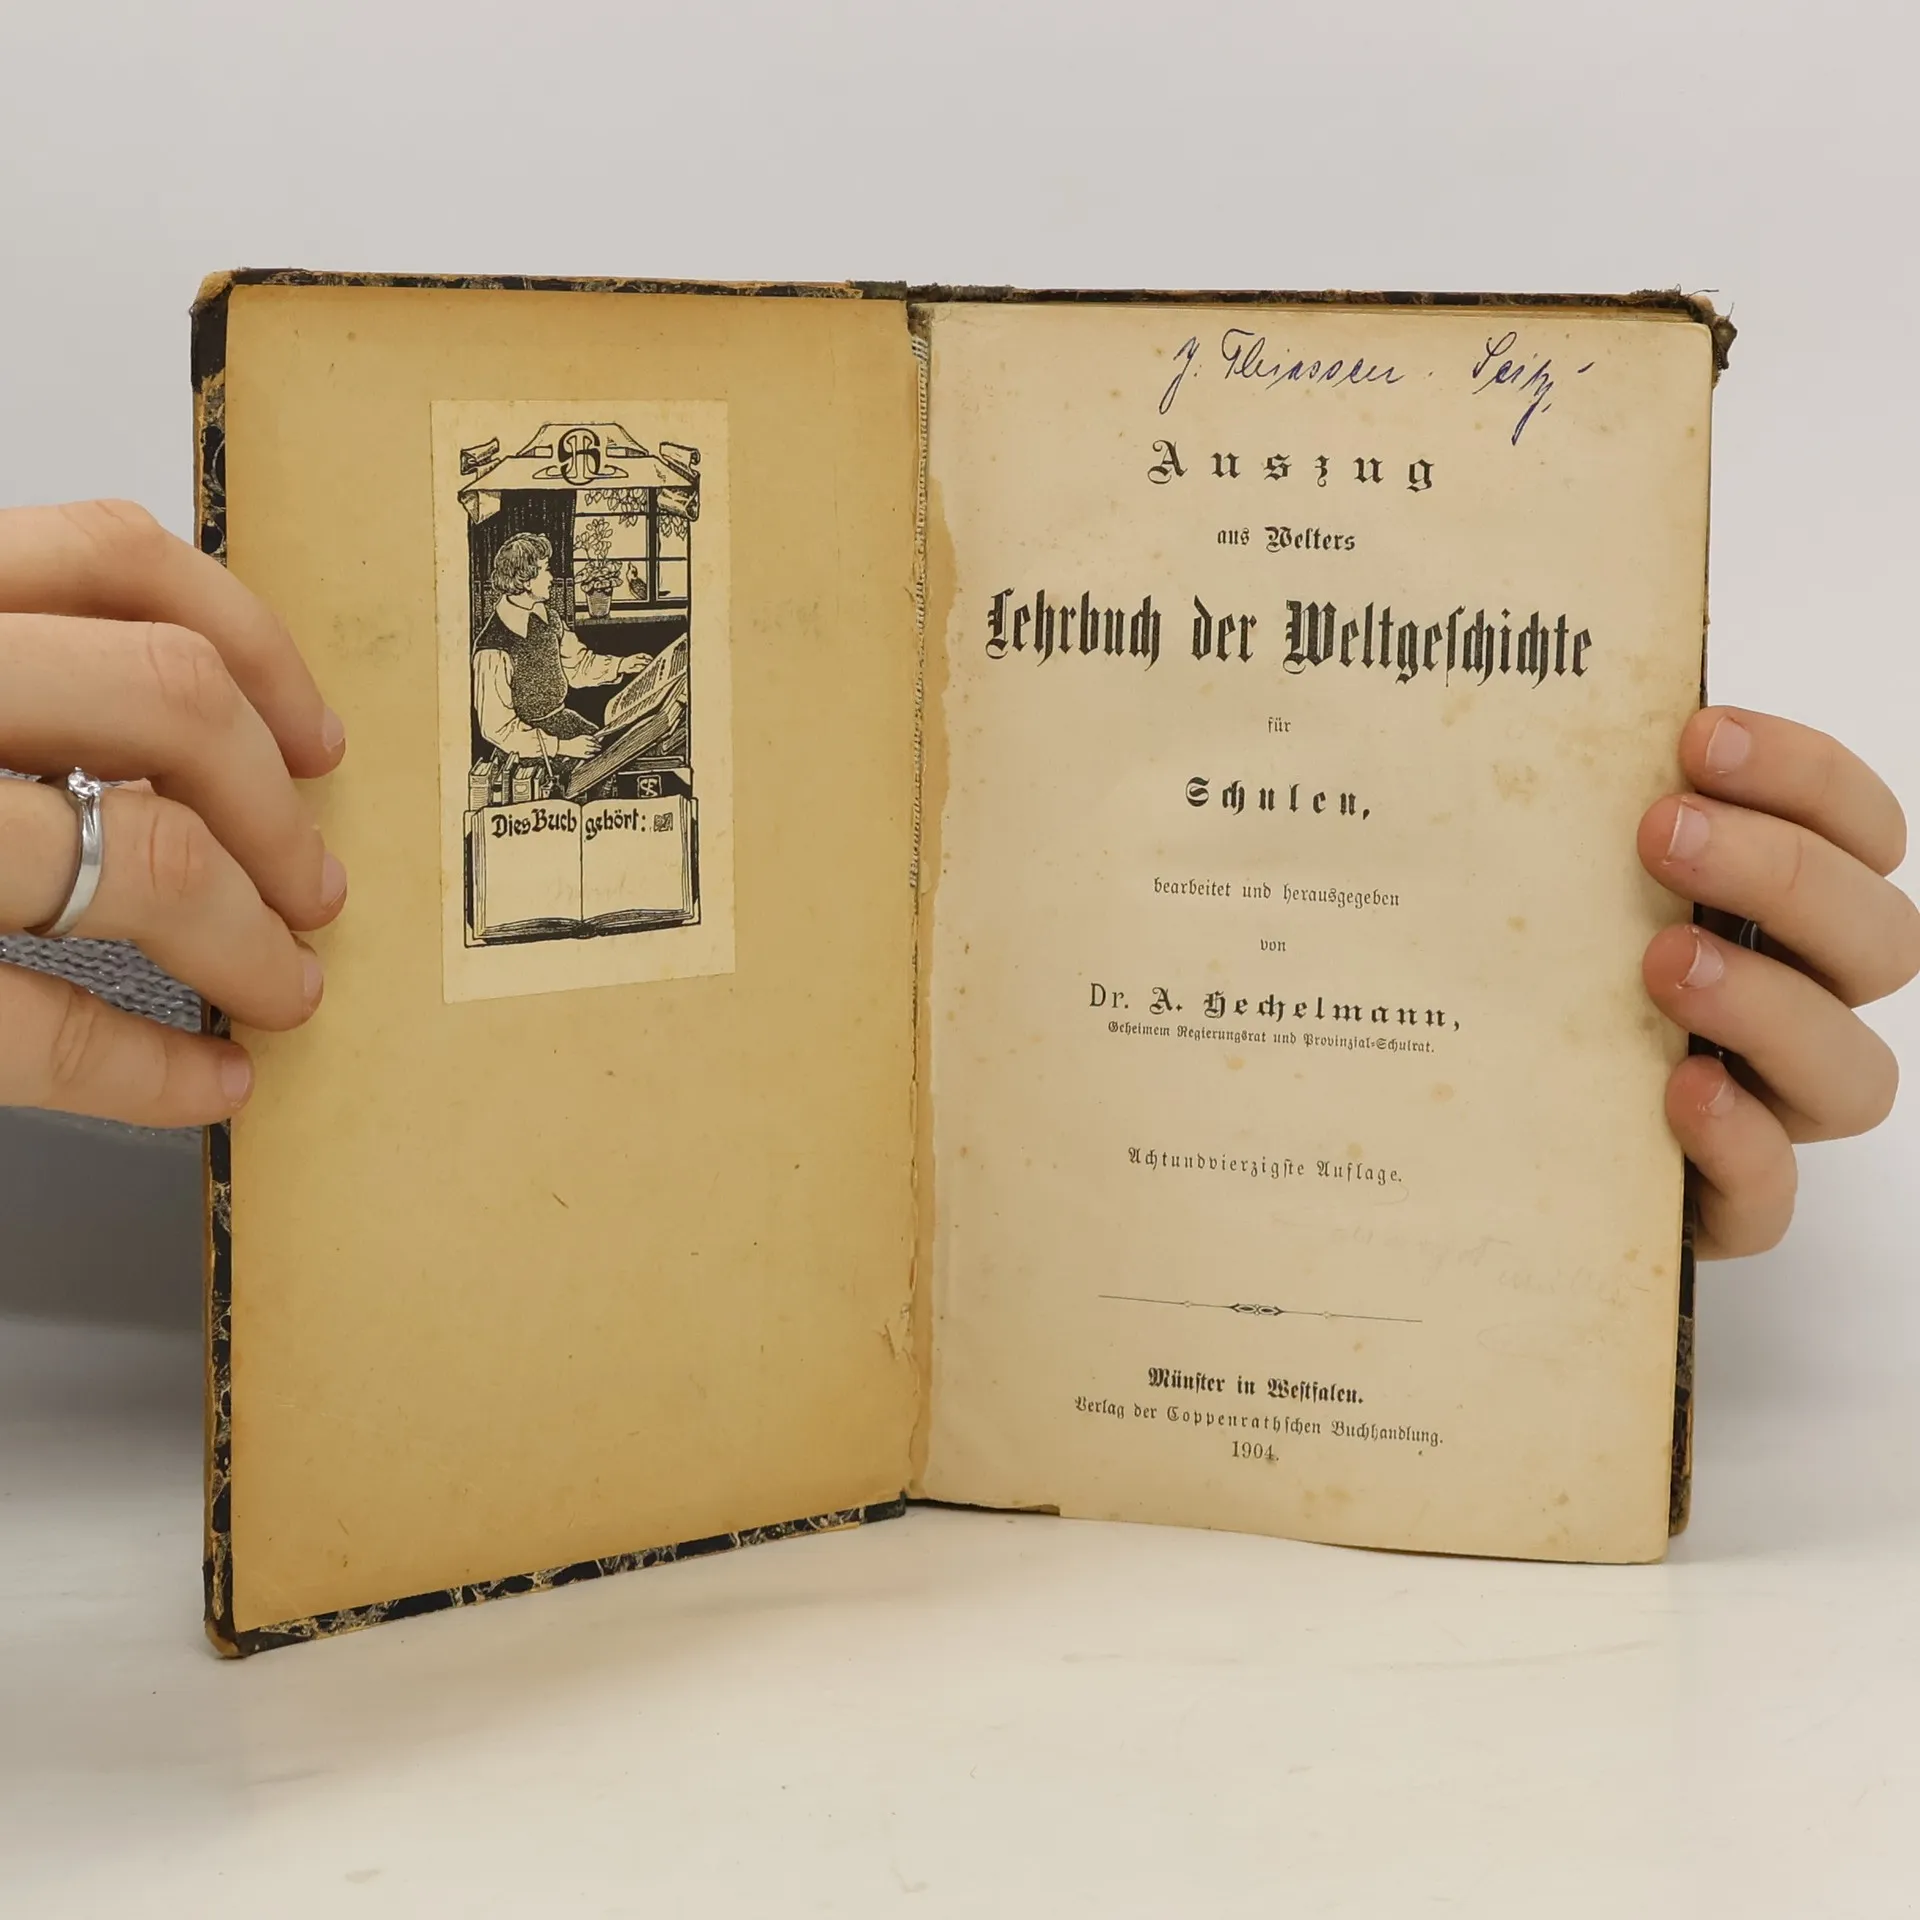 Dies Buch gehört:
Auszug
aus Welters
Lehrbuch der Weltgeschichte
für
Schulen,
bearbeitet und herausgegeben
von
Dr. A. Hechelmann,
Geheimem Regierungsrat und Provinzial-Schulrat.
Achtundvierzigste Auflage.
Münster in Westfalen.
Verlag der Coppenrathschen Buchhandlung.
1904.